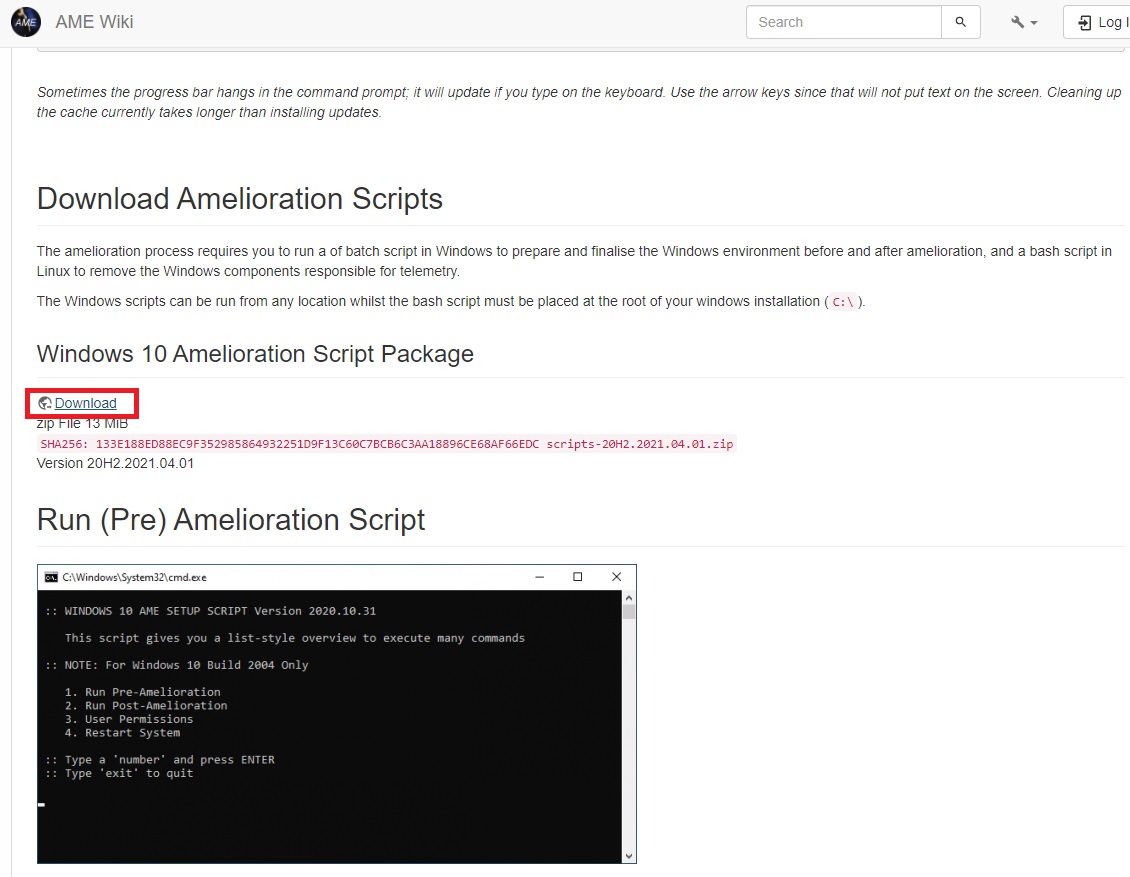 AME AME Wiki Search Log I
Sometimes the progress bar hangs in the command prompt; it will update if you type on the keyboard. Use the arrow keys since that will not put text on the screen. Cleaning up
the cache currently takes longer than installing updates.
Download Amelioration Scripts
The amelioration process requires you to run a of batch script in Windows to prepare and finalise the Windows environment before and after amelioration, and a bash script in
Linux to remove the Windows components responsible for telemetry.
The Windows scripts can be run from any location whilst the bash script must be placed at the root of your windows installation ( C:\ ).
Windows 10 Amelioration Script Package
Download
zip File 13 MiB
SHA256: 133E188ED88EC9F352985864932251D9F13C60C7BCB6C3AA18896CE68AF66EDC scripts-20H2.2021.04.01.zip
Version 20H2.2021.04.01
Run (Pre) Amelioration Script
C:\Windows\System32\cmd.exe
:: WINDOWS 10 AME SETUP SCRIPT Version 2020.10.31
This script gives you a list-style overview to execute many commands
:: NOTE: For Windows 10 Build 2004 Only
1. Run Pre-Amelioration
2. Run Post-Amelioration
3. User Permissions
4. Restart System
:: Type a 'number' and press ENTER
:: Type 'exit' to quit